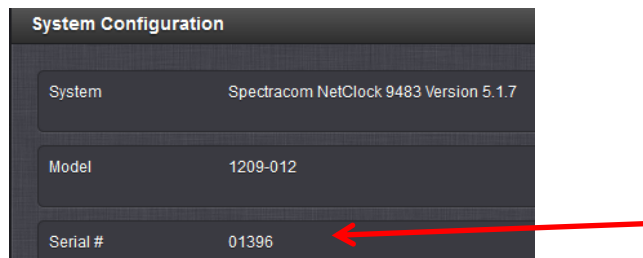 System Configuration
System Spectracom NetClock 9483 Version 5.1.7
Model 1209-012
Serial # 01396